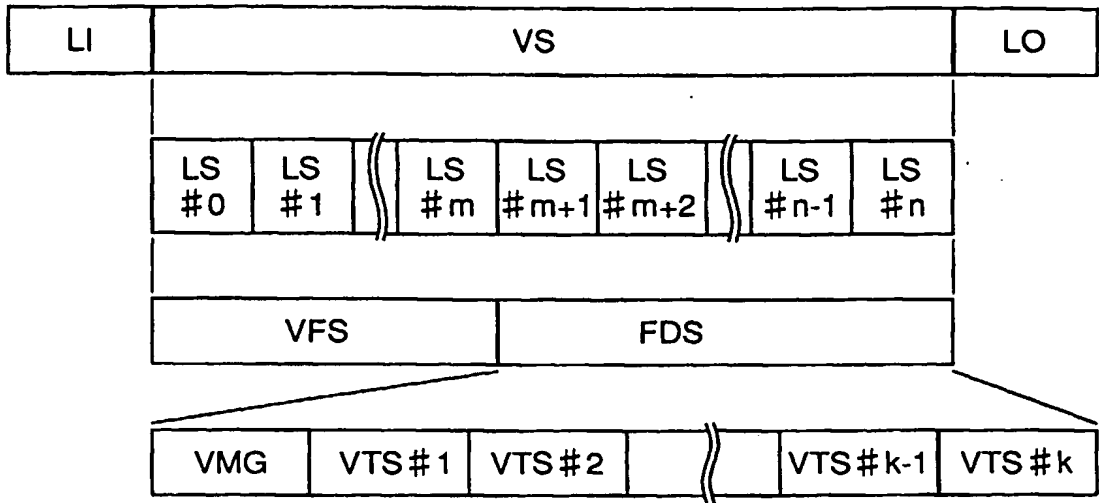 LI VS LO
LS LS LS LS LS LS LS
#0 #1 #m #m+1 #m+2 #n-1 #n
VFS FDS
VMG VTS#1 VTS#2 VTS#k-1 VTS#k